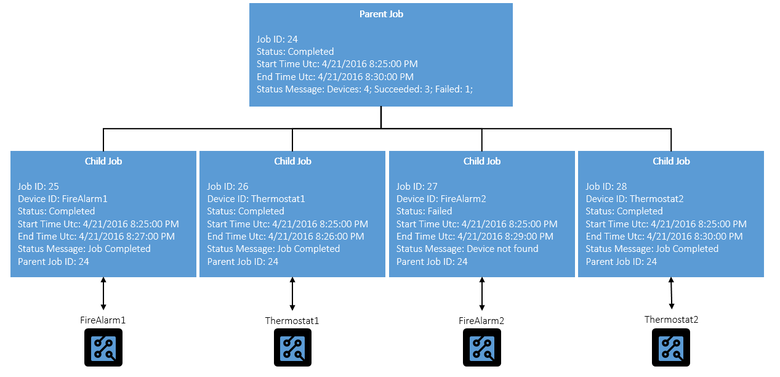 Parent Job
Job ID: 24
Status: Completed
Start Time Utc: 4/21/2016 8:25:00 PM
End Time Utc: 4/21/2016 8:30:00 PM
Status Message: Devices: 4; Succeeded: 3; Failed: 1;
Child Job
Job ID: 25
Device ID: FireAlarm1
Status: Completed
Start Time Utc: 4/21/2016 8:25:00 PM
End Time Utc: 4/21/2016 8:27:00 PM
Status Message: Job Completed
Parent Job ID: 24
Child Job
Job ID: 26
Device ID: Thermostat1
Status: Completed
Start Time Utc: 4/21/2016 8:25:00 PM
End Time Utc: 4/21/2016 8:26:00 PM
Status Message: Job Completed
Parent Job ID: 24
Child Job
Job ID: 27
Device ID: FireAlarm2
Status: Failed
Start Time Utc: 4/21/2016 8:25:00 PM
End Time Utc: 4/21/2016 8:29:00 PM
Status Message: Device not found
Parent Job ID: 24
Child Job
Job ID: 28
Device ID: Thermostat2
Status: Completed
Start Time Utc: 4/21/2016 8:25:00 PM
End Time Utc: 4/21/2016 8:30:00 PM
Status Message: Job Completed
Parent Job ID: 24
FireAlarm1
Thermostat1
FireAlarm2
Thermostat2